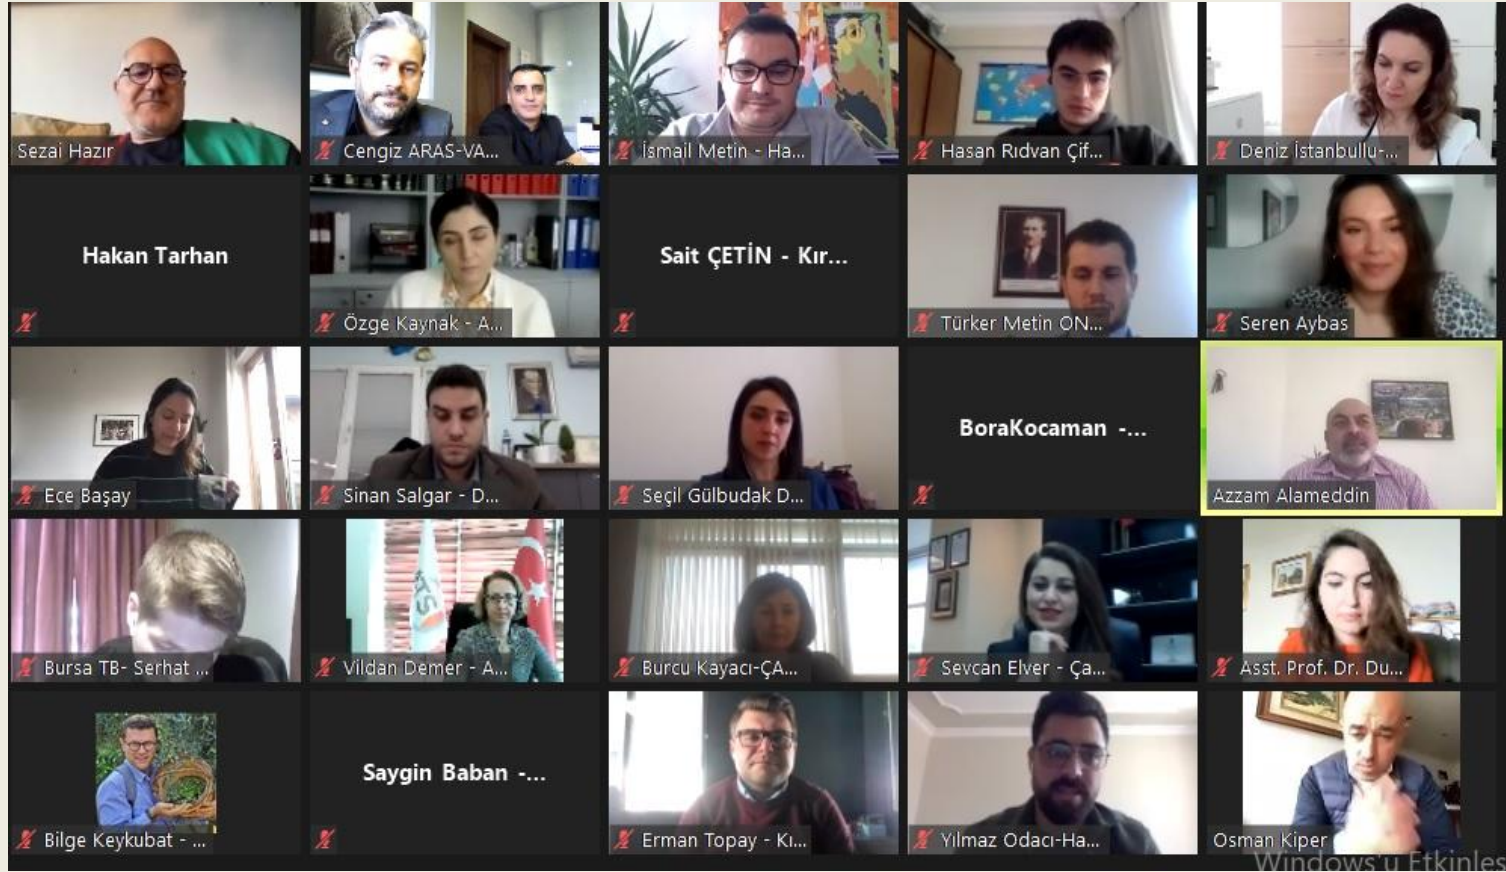 Sezai Hazır
Cengiz ARAS-VA...
İsmail Metin - Ha...
Hasan Rıdvan Çif...
Deniz İstanbullu-...
Hakan Tarhan
Özge Kaynak - A...
Sait ÇETİN - Kır...
Türker Metin ON...
Seren Aybas
Ece Başay
Sinan Salgar - D...
Seçil Gülbudak D...
BoraKocaman -...
Azzam Alameddin
Bursa TB- Serhat ...
Vildan Demer - A...
Burcu Kayacı-ÇA...
Sevcan Elver - Ça...
Asst. Prof. Dr. Du...
Bilge Keykubat - ...
Saygin Baban -...
Erman Topay - Kı...
Yılmaz Odacı-Ha...
Osman Kiper
Windows'u Etkinles